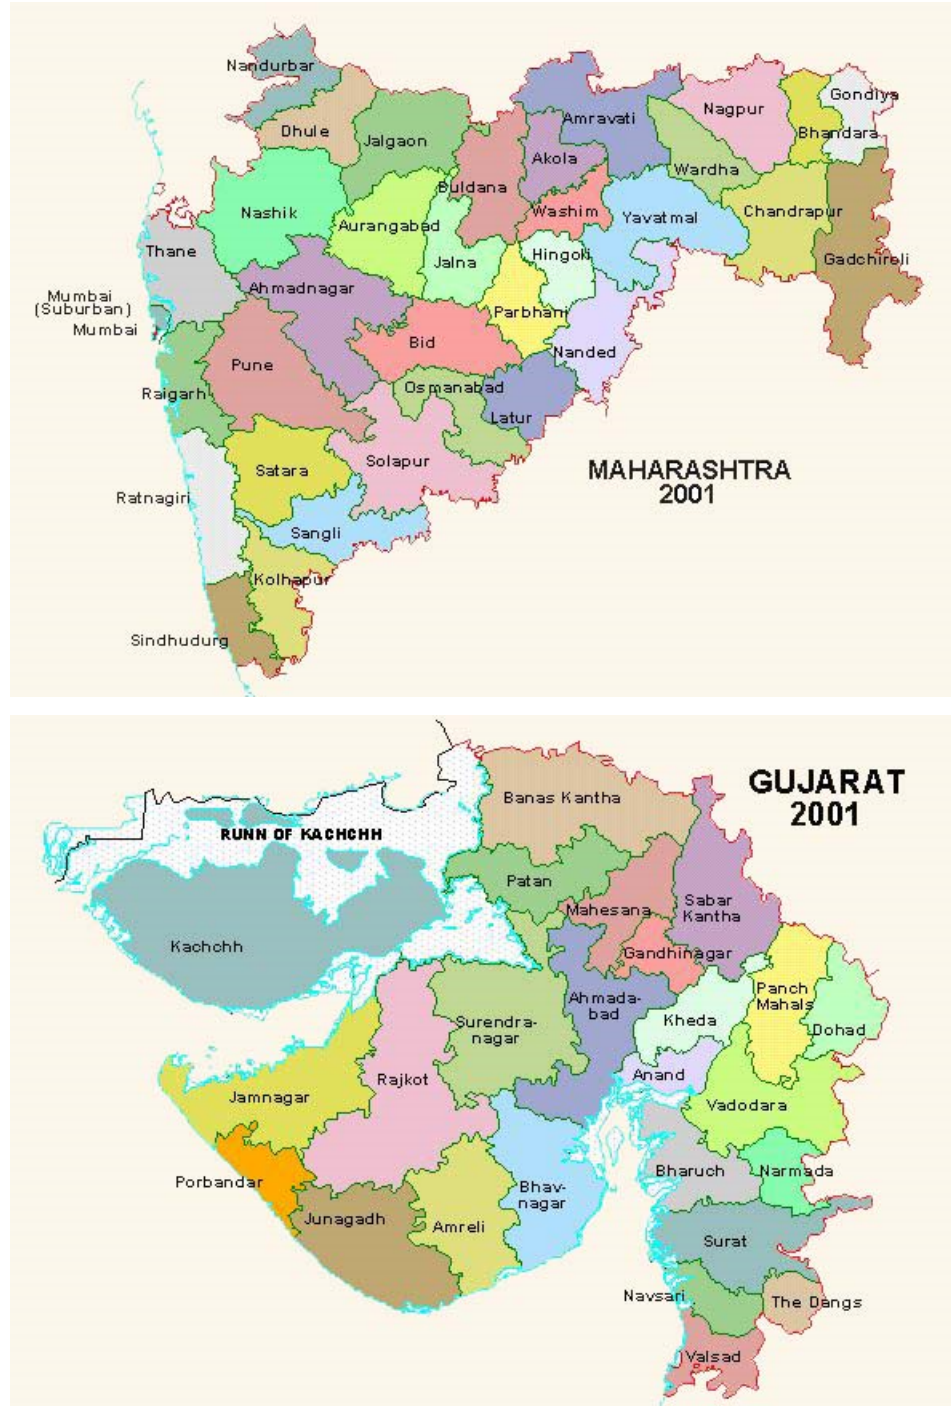 Nandurbar
Gondiya
Nagpur
Dhule
Jalgaon
Amravati
Bhandara
Akola
Wardha
Buldana
Nashik
Aurangabad
Washim
Yavatmal
Chandrapur
Thane
Jalna
Hingoli
Gadchireli
Ahmadnagar
Mumbai
(Suburban)
Mumbai
Parbhani
Bid
Nanded
Pune
Raigarh
Osmanabad
Latur
Satara
Solapur
MAHARASHTRA
2001
Ratnagiri
Sangli
Kolhapur
Sindhudurg
GUJARAT
2001
Banas Kantha
RUNN OF KACHCHH
Patan
Mahesana
Sabar
Kantha
Kachchh
Gandhinagar
Ahmada-
bad
Panch
Mahals
Surendra-
nagar
Kheda
Dohad
Rajkot
Anand
Jamnagar
Vadodara
Porbandar
Bharuch
Narmada
Bhav-
nagar
Junagadh
Amreli
Surat
Navsari
The Dangs
Valsad